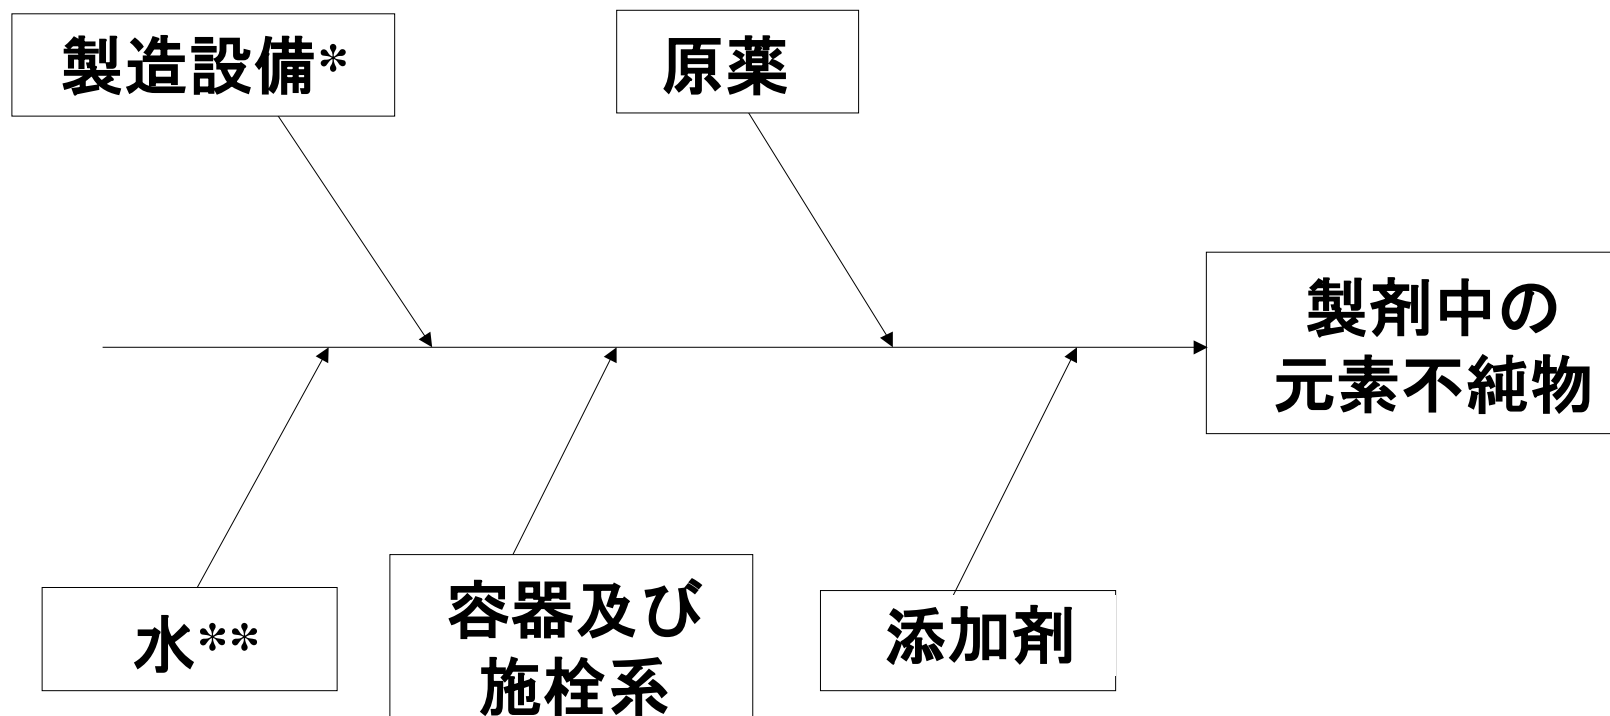 製造設備*
原薬
製剤中の
元素不純物
水**
容器及び
施栓系
添加剤